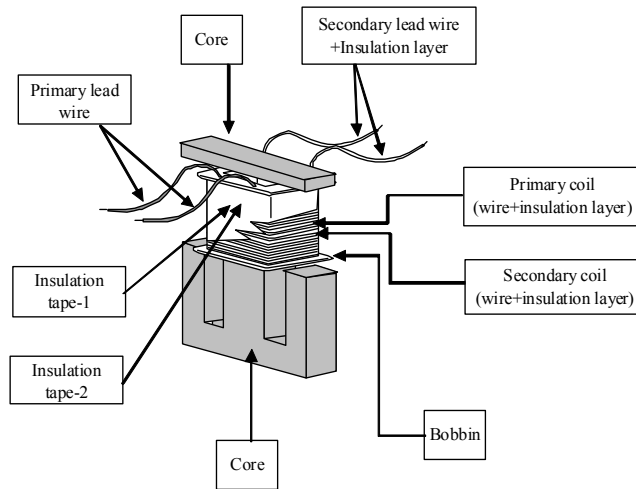 Core
Secondary lead wire
+Insulation layer
Primary lead
wire
Primary coil
(wire+insulation layer)
Insulation
tape-1
Secondary coil
(wire+insulation layer)
Insulation
tape-2
Bobbin
Core